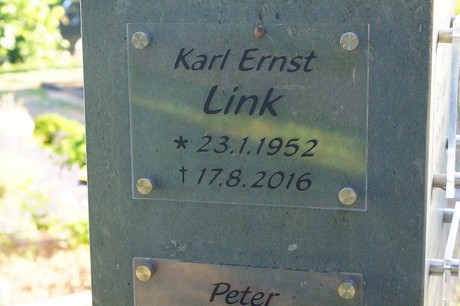 Karl Ernst
Link
* 23.1.1952
† 17.8.2016
Peter